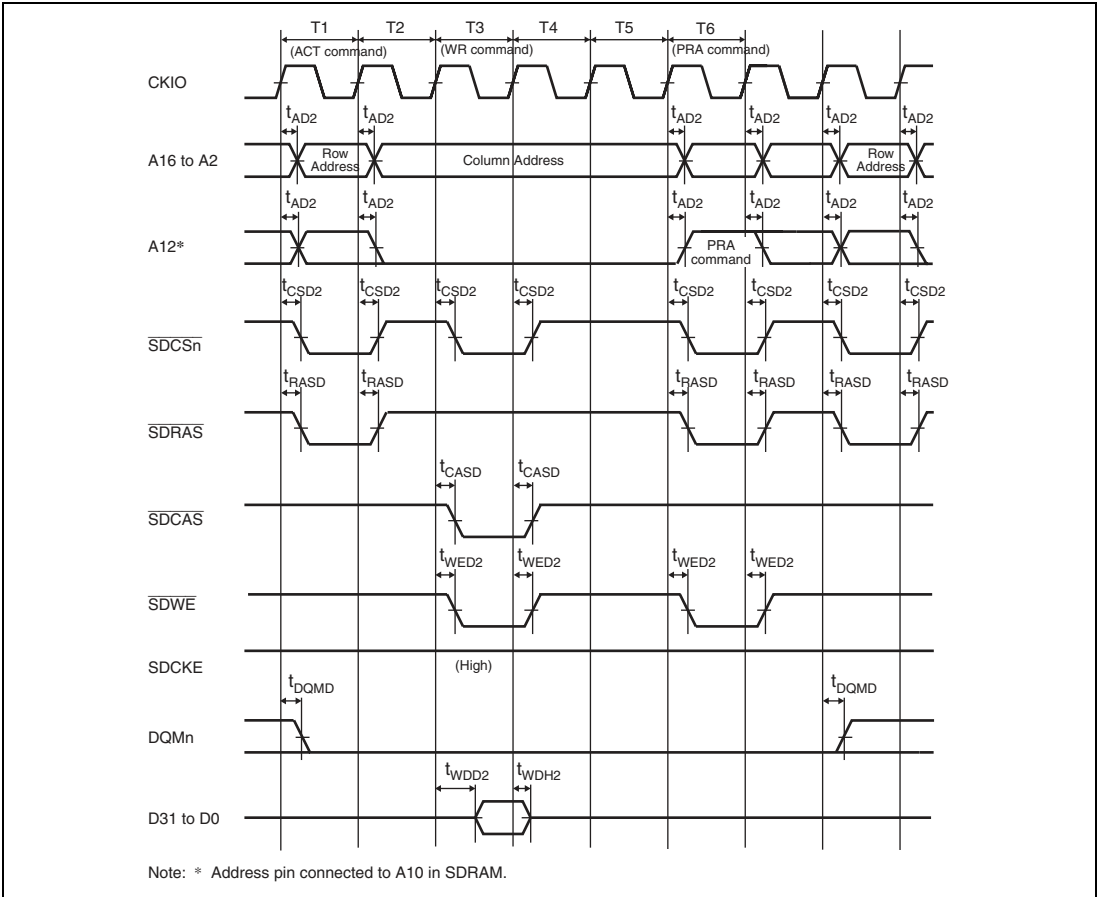 T1 T2 T3 T4 T5 T6
(ACT command) (WR command) (PRA command)
CKIO
tAD2 tAD2 tAD2 tAD2 tAD2 tAD2
A16 to A2 Row Address Column Address Row Address
tAD2 tAD2 tAD2 tAD2 tAD2 tAD2
A12* PRA command
tCSD2 tCSD2 tCSD2 tCSD2 tCSD2 tCSD2 tCSD2 tCSD2
SDCSn
tRASD tRASD tRASD tRASD tRASD tRASD
SDRAS
tCASD tCASD
SDCAS
tWED2 tWED2 tWED2 tWED2
SDWE
SDCKE (High)
tDQMD tDQMD
DQMn
tWDD2 tWDH2
D31 to D0
Note: * Address pin connected to A10 in SDRAM.